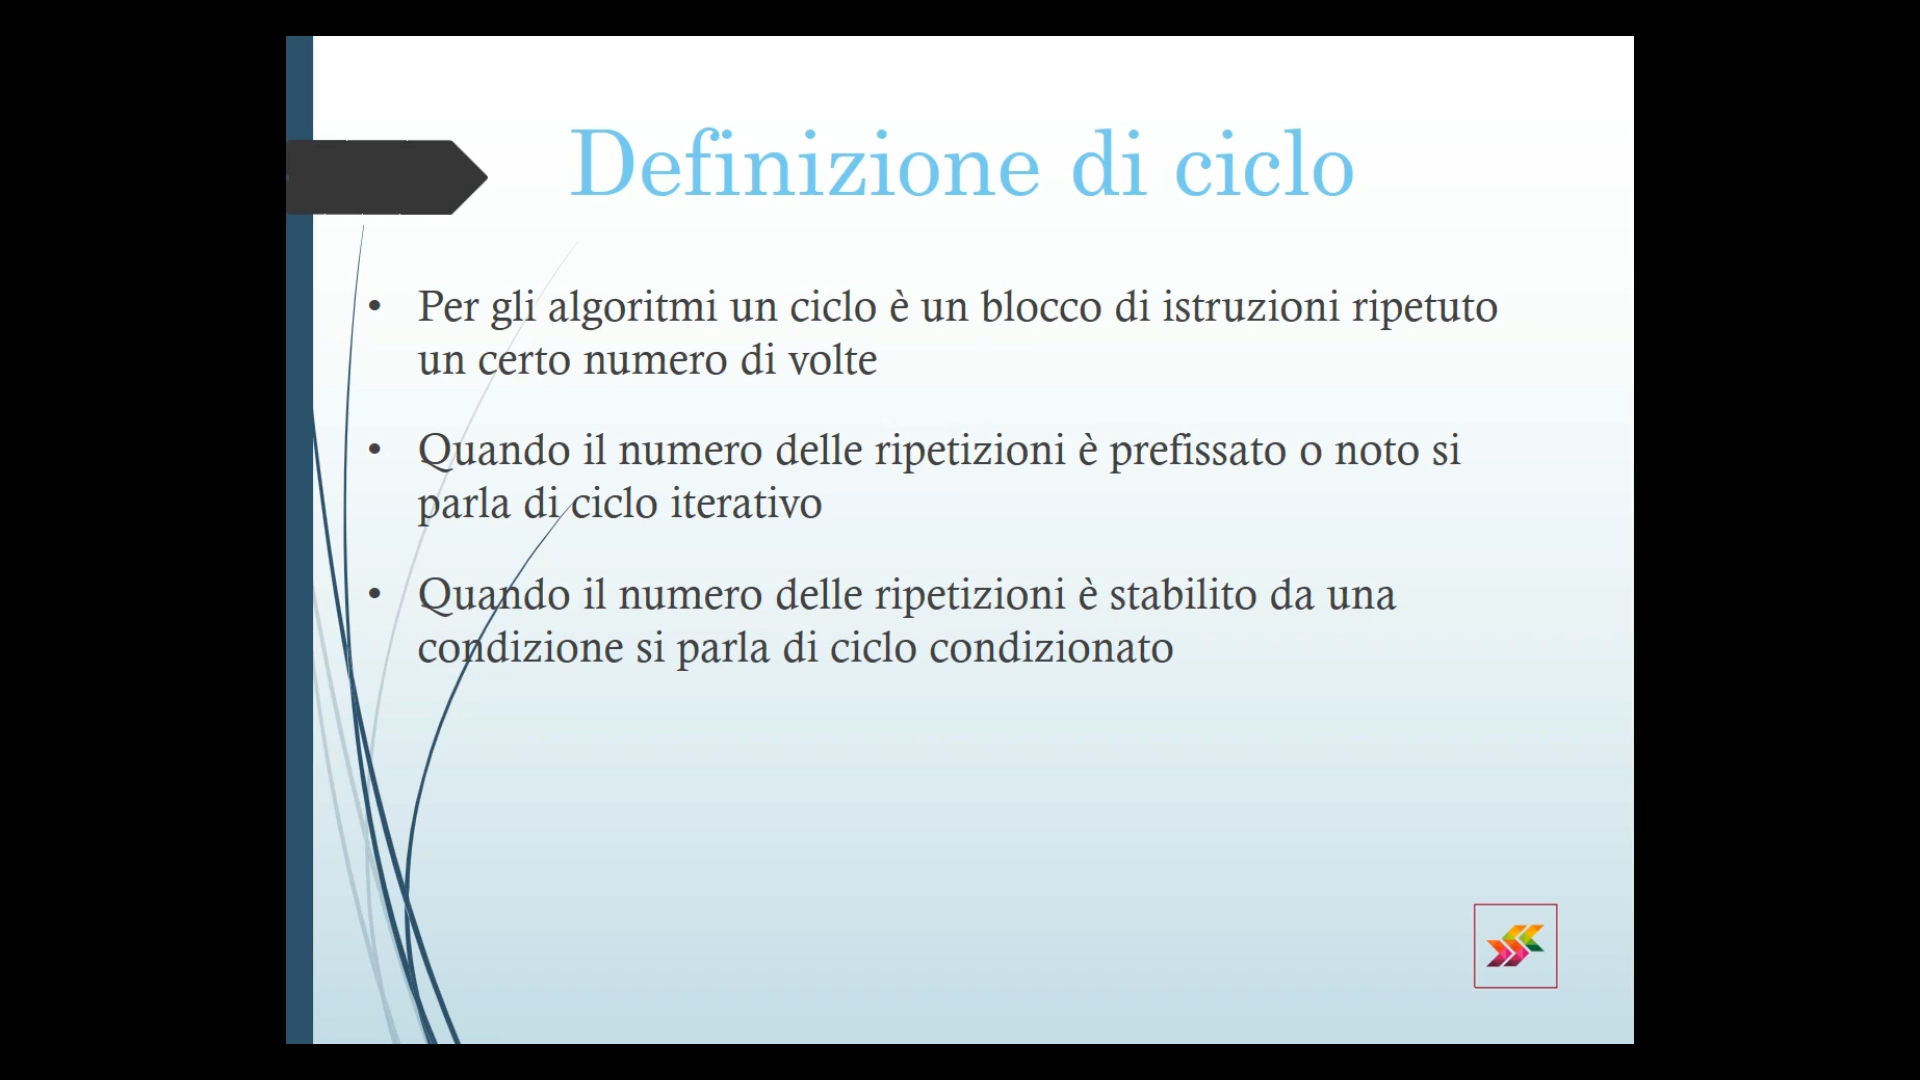 Definizione di ciclo
• Per gli algoritmi un ciclo è un blocco di istruzioni ripetuto
un certo numero di volte
• Quando il numero delle ripetizioni è prefissato o noto si
parla di ciclo iterativo
• Quando il numero delle ripetizioni è stabilito da una
condizione si parla di ciclo condizionato